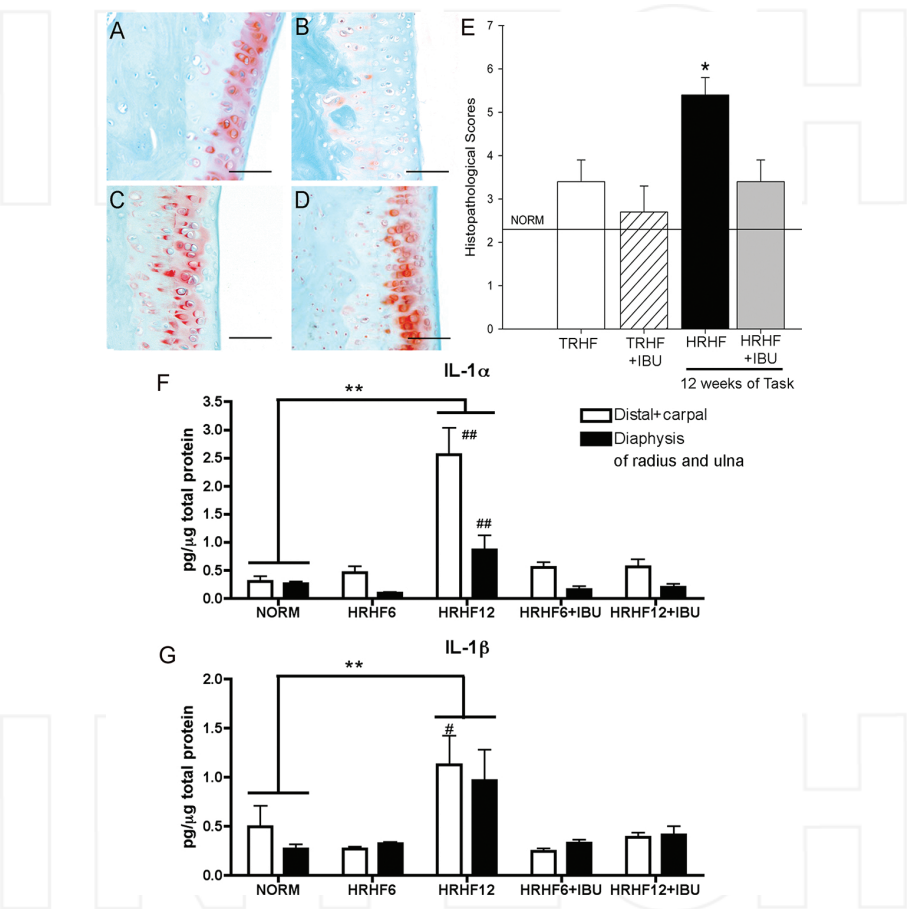 A
B
C
D
E
Histopathological Scores
7
6
5
4
3
2
1
0
NORM
*
TRHF
TRHF
+IBU
HRHF
HRHF
+IBU
12 weeks of Task
F
IL-1α
pg/μg total protein
3.5
3.0
2.5
2.0
1.5
1.0
0.5
0.0
**
##
##
Distal+carpal
Diaphysis
of radius and ulna
NORM
HRHF6
HRHF12
HRHF6+IBU
HRHF12+IBU
G
IL-1β
pg/μg total protein
2.0
1.5
1.0
0.5
0.0
**
#
NORM
HRHF6
HRHF12
HRHF6+IBU
HRHF12+IBU